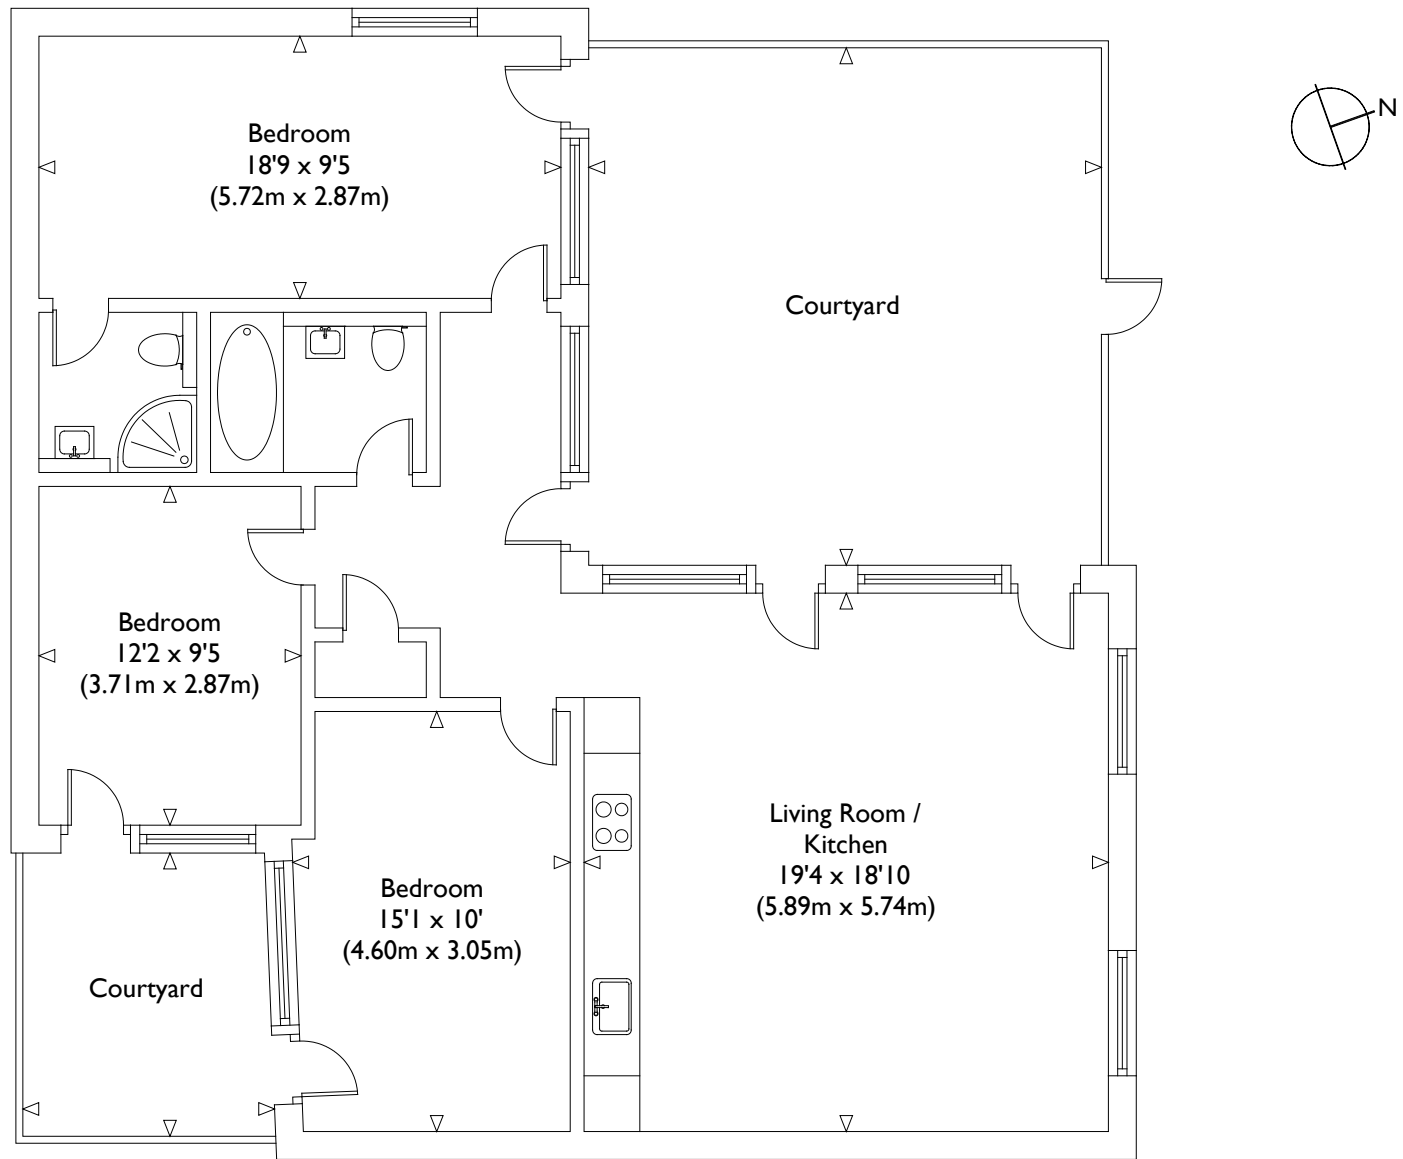 N
Bedroom
18'9 x 9'5
(5.72m x 2.87m)
Courtyard
Bedroom
12'2 x 9'5
(3.71m x 2.87m)
Living Room /
Kitchen
19'4 x 18'10
(5.89m x 5.74m)
Bedroom
15'1 x 10'
(4.60m x 3.05m)
Courtyard